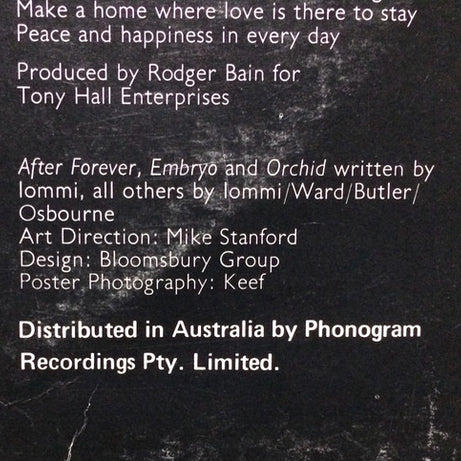 Make a home where love is there to stay
Peace and happiness in every day
Produced by Rodger Bain for
Tony Hall Enterprises
After Forever, Embryo and Orchid written by
Iommi, all others by Iommi/Ward/Butler/
Osbourne
Art Direction: Mike Stanford
Design: Bloomsbury Group
Poster Photography: Keef
Distributed in Australia by Phonogram
Recordings Pty. Limited.